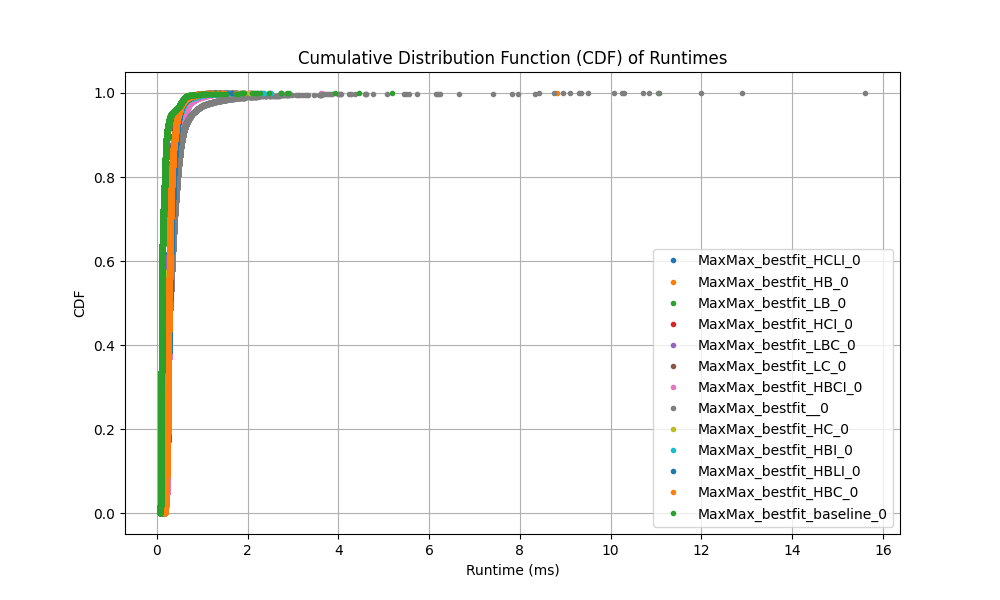 Cumulative Distribution Function (CDF) of Runtimes
1.0
0.8
0.6
0.4
0.2
0.0
CDF
MaxMax_bestfit_HCLI_0
MaxMax_bestfit_HB_0
MaxMax_bestfit_LB_0
MaxMax_bestfit_HCI_0
MaxMax_bestfit_LBC_0
MaxMax_bestfit_LC_0
MaxMax_bestfit_HBCI_0
MaxMax_bestfit__0
MaxMax_bestfit_HC_0
MaxMax_bestfit_HBI_0
MaxMax_bestfit_HBLI_0
MaxMax_bestfit_HBC_0
MaxMax_bestfit_baseline_0
0 2 4 6 8 10 12 14 16
Runtime (ms)